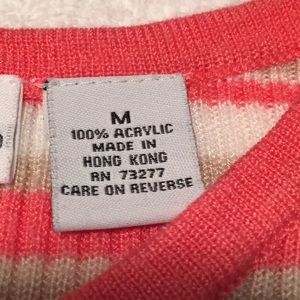 M
100% ACRYLIC
MADE IN
HONG KONG
RN 73277
CARE ON REVERSE